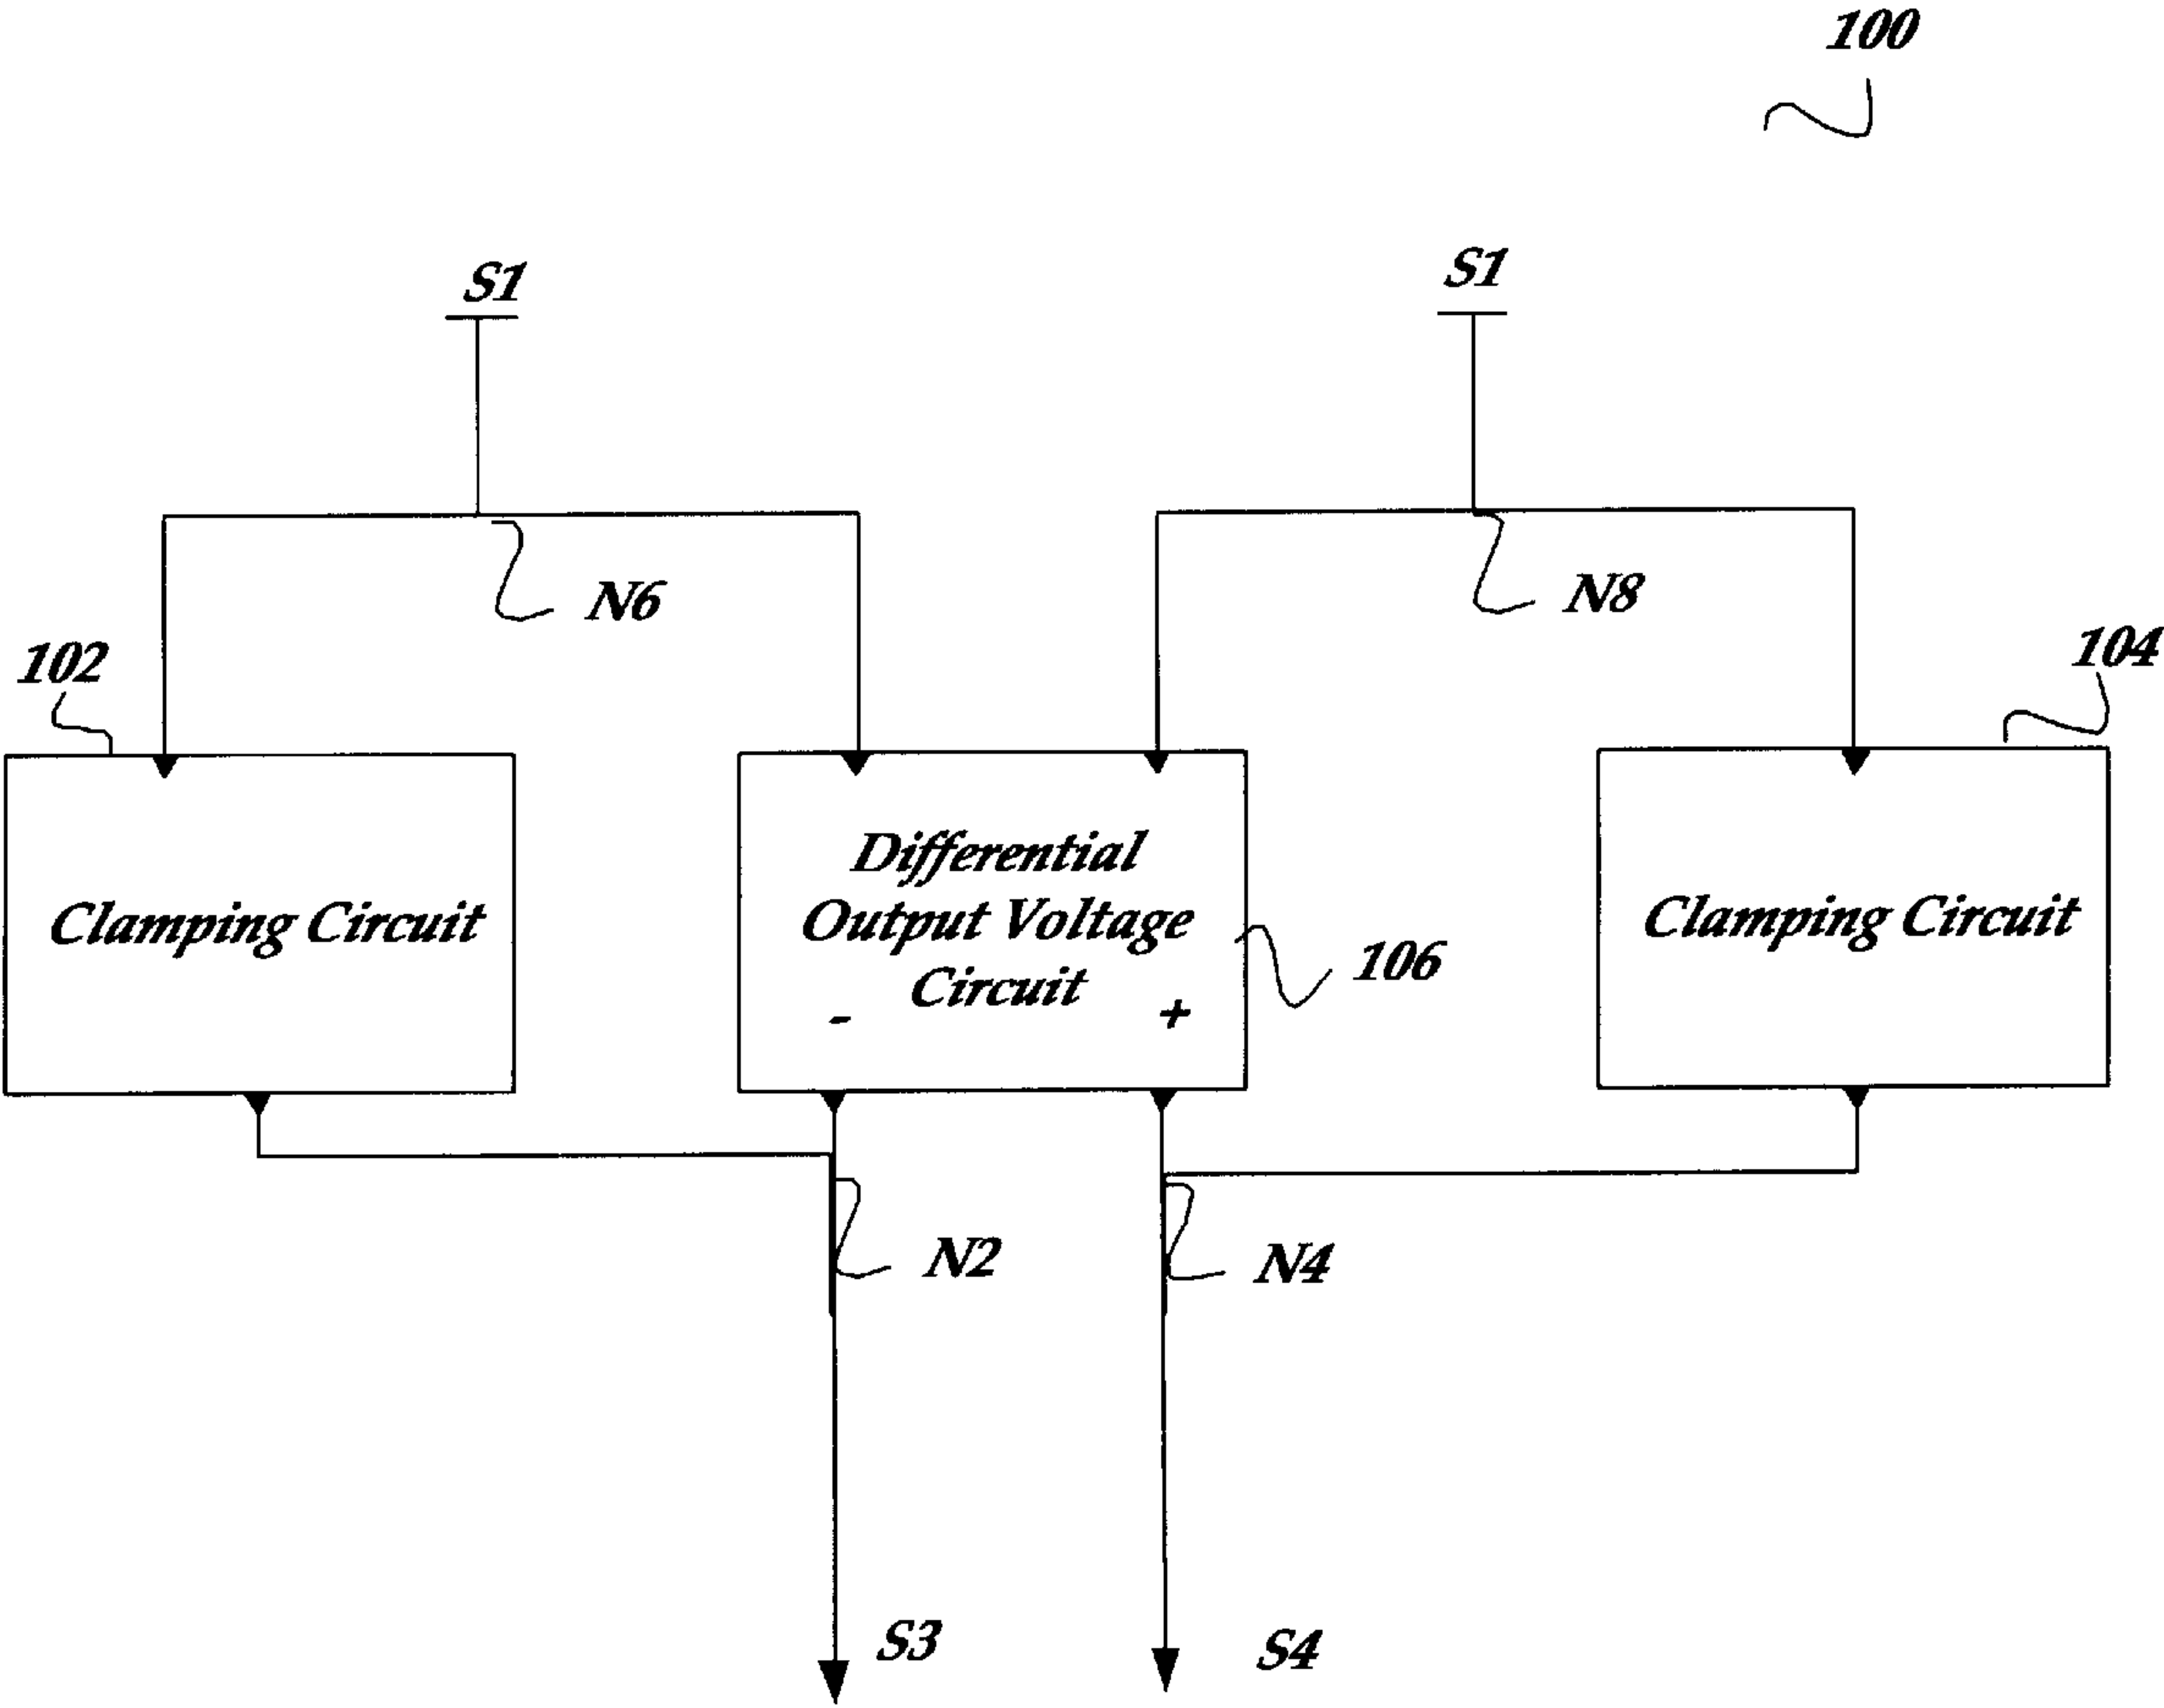 100
S1
S1
N6
N8
102
104
Differential
Output Voltage
Circuit
Clamping Circuit
Clamping Circuit
106
- +
N2
N4
S3
S4